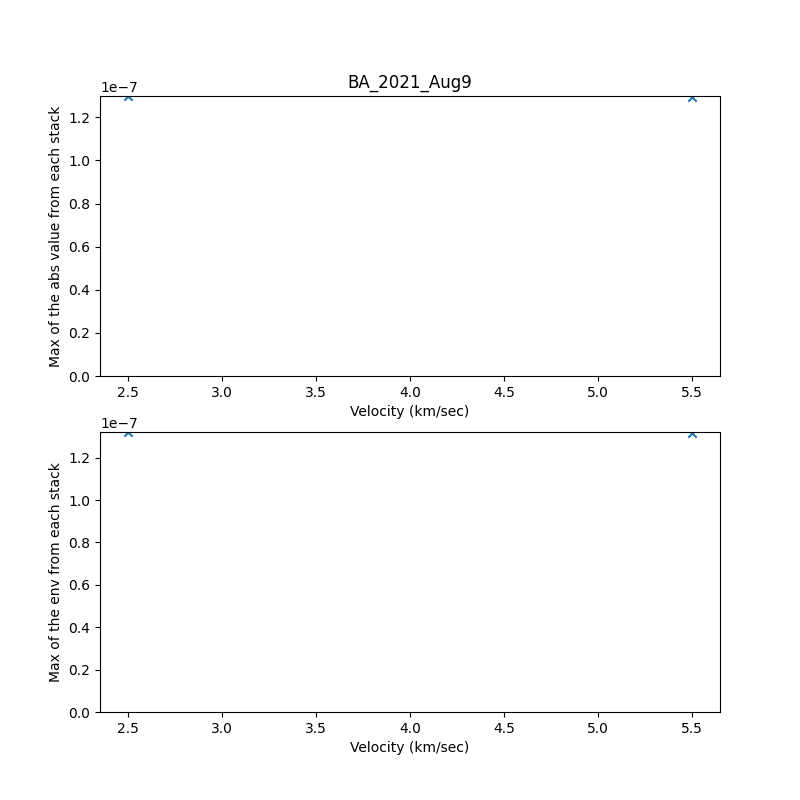 BA_2021_Aug9
1e−7
1.2
1.0
0.8
0.6
0.4
0.2
0.0
Max of the abs value from each stack
2.5 3.0 3.5 4.0 4.5 5.0 5.5
Velocity (km/sec)
1e−7
1.2
1.0
0.8
0.6
0.4
0.2
0.0
Max of the env from each stack
2.5 3.0 3.5 4.0 4.5 5.0 5.5
Velocity (km/sec)